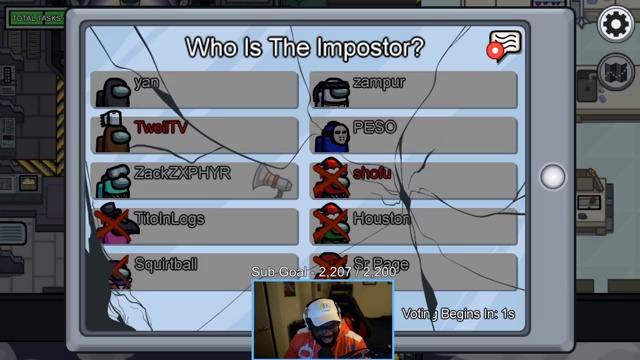 TOTAL TASKS
Who Is The Impostor?
yan
zampur
TwellTV
PESO
ZackZXPHYR
shofu
TitoInLogs
Houston
Squirtball
Sr Page
Sub-Goal - 2,207 / 2,200
Voting Begins In: 1s